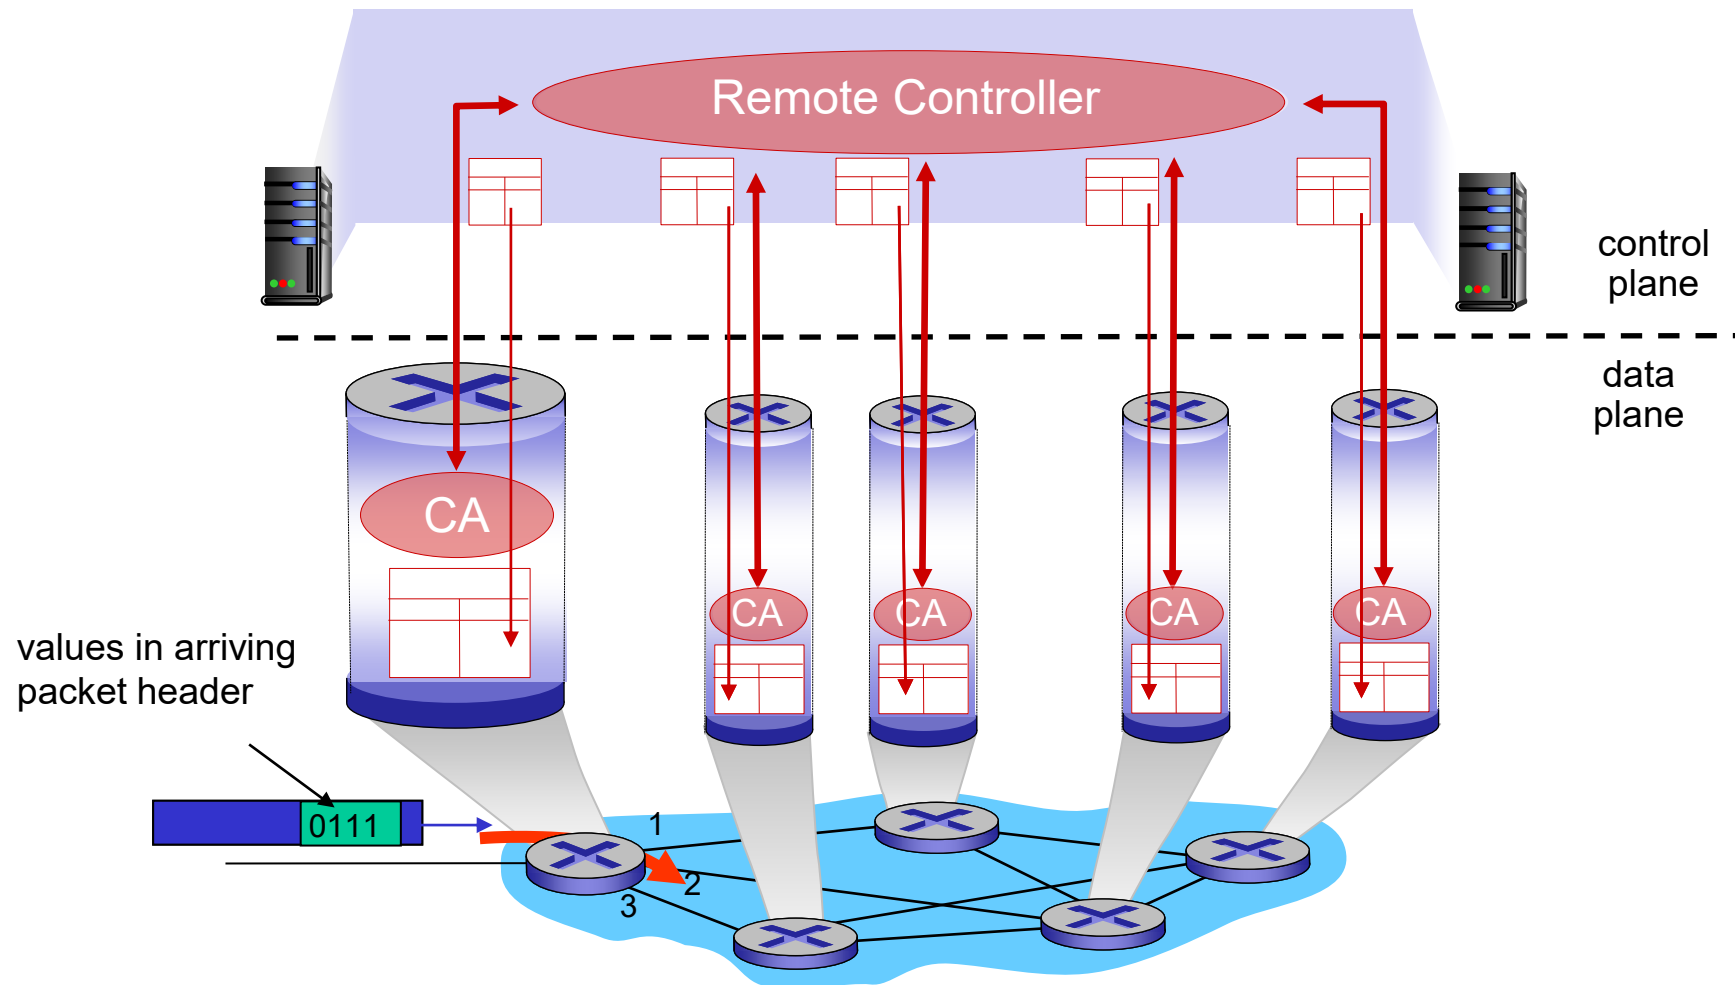 Remote Controller
control
plane
data
plane
CA
CA
CA
CA
CA
values in arriving
packet header
0111
1
2
3